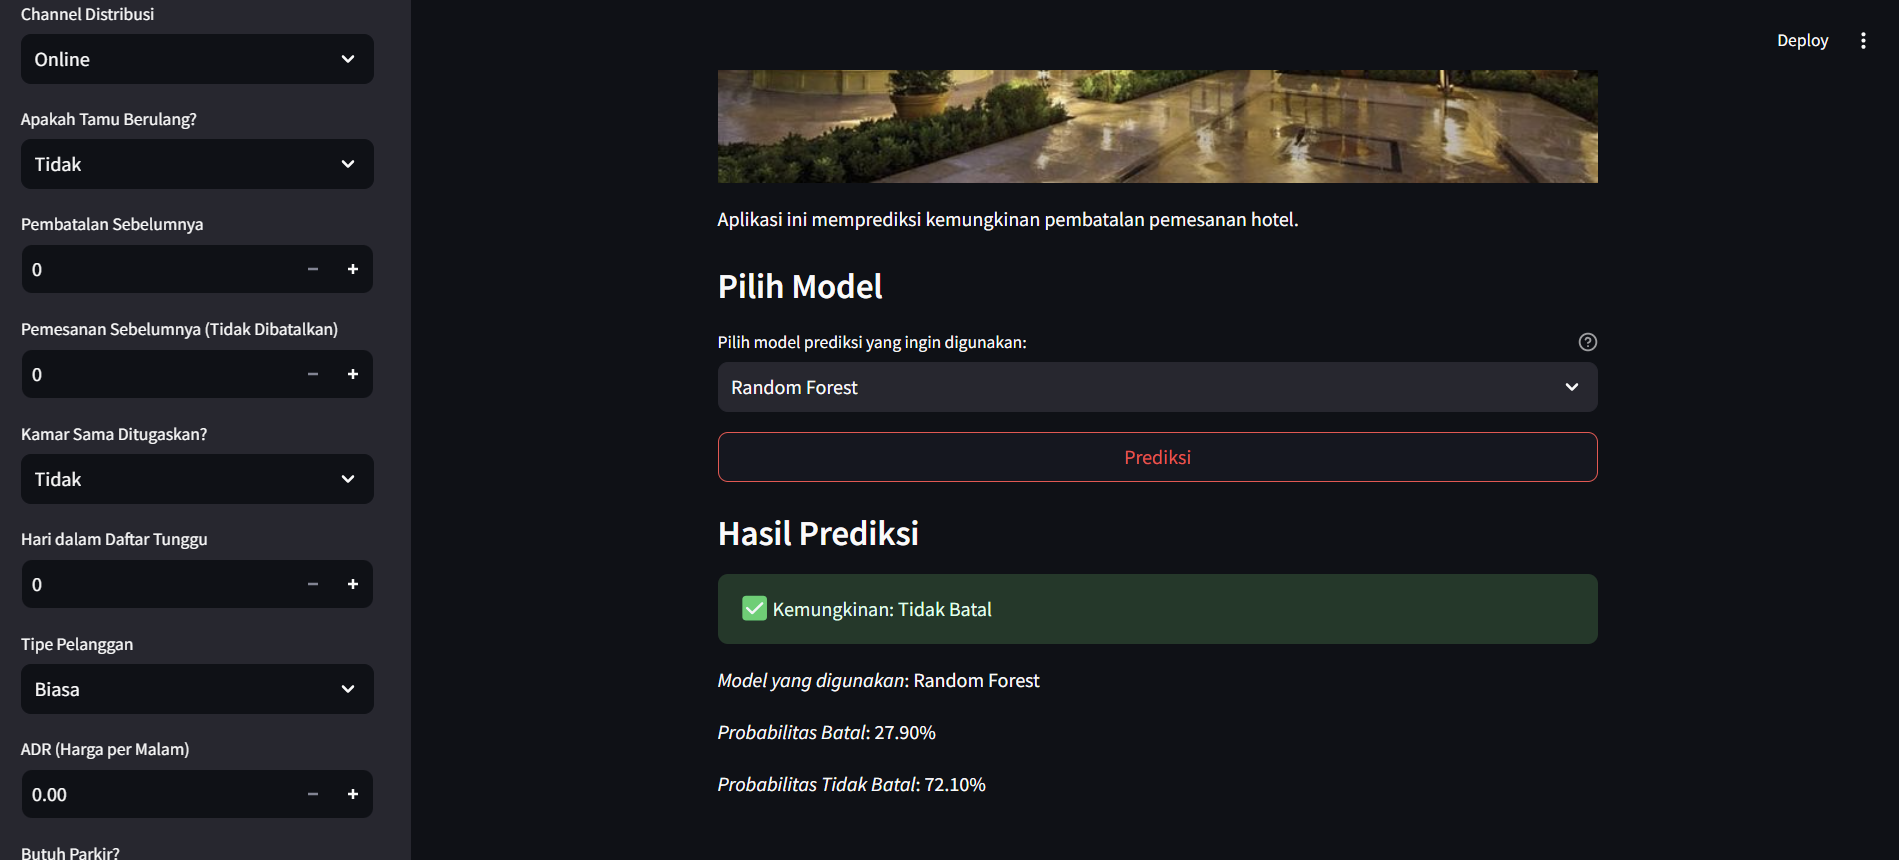 Channel Distribusi
Online
Apakah Tamu Berulang?
Tidak
Pembatalan Sebelumnya
0
Pemesanan Sebelumnya (Tidak Dibatalkan)
0
Kamar Sama Ditugaskan?
Tidak
Hari dalam Daftar Tunggu
0
Tipe Pelanggan
Biasa
ADR (Harga per Malam)
0.00
Butuh Parkir?
Deploy
Aplikasi ini memprediksi kemungkinan pembatalan pemesanan hotel.
Pilih Model
Pilih model prediksi yang ingin digunakan:
Random Forest
Prediksi
Hasil Prediksi
✅ Kemungkinan: Tidak Batal
Model yang digunakan: Random Forest
Probabilitas Batal: 27.90%
Probabilitas Tidak Batal: 72.10%